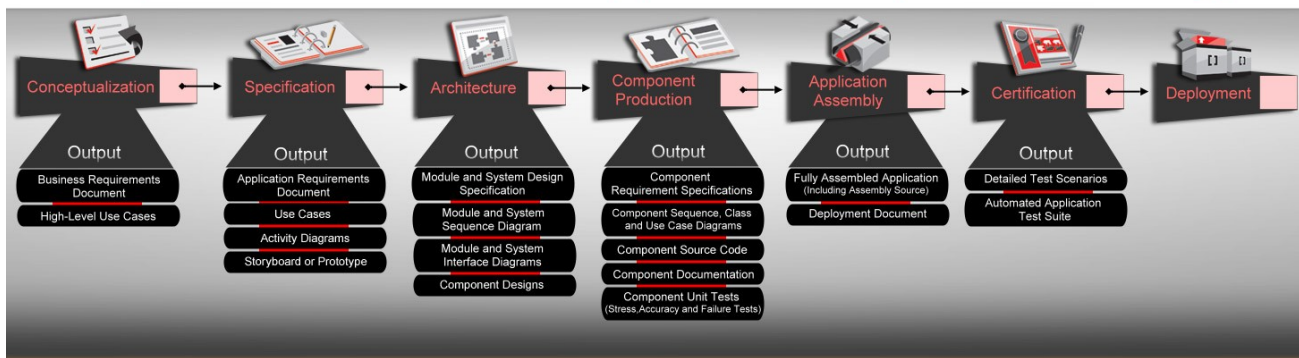 Conceptualization
Output
Business Requirements
Document
High-Level Use Cases
Specification
Output
Application Requirements
Document
Use Cases
Activity Diagrams
Storyboard or Prototype
Architecture
Output
Module and System Design
Specification
Module and System
Sequence Diagram
Module and System
Interface Diagrams
Component Designs
Component
Production
Output
Component
Requirement Specifications
Component Sequence, Class
and Use Case Diagrams
Component Source Code
Component Documentation
Component Unit Tests
(Stress,Accuracy and Failure Tests)
Application
Assembly
Output
Fully Assembled Application
(Including Assembly Source)
Deployment Document
Certification
Output
Detailed Test Scenarios
Automated Application
Test Suite
Deployment